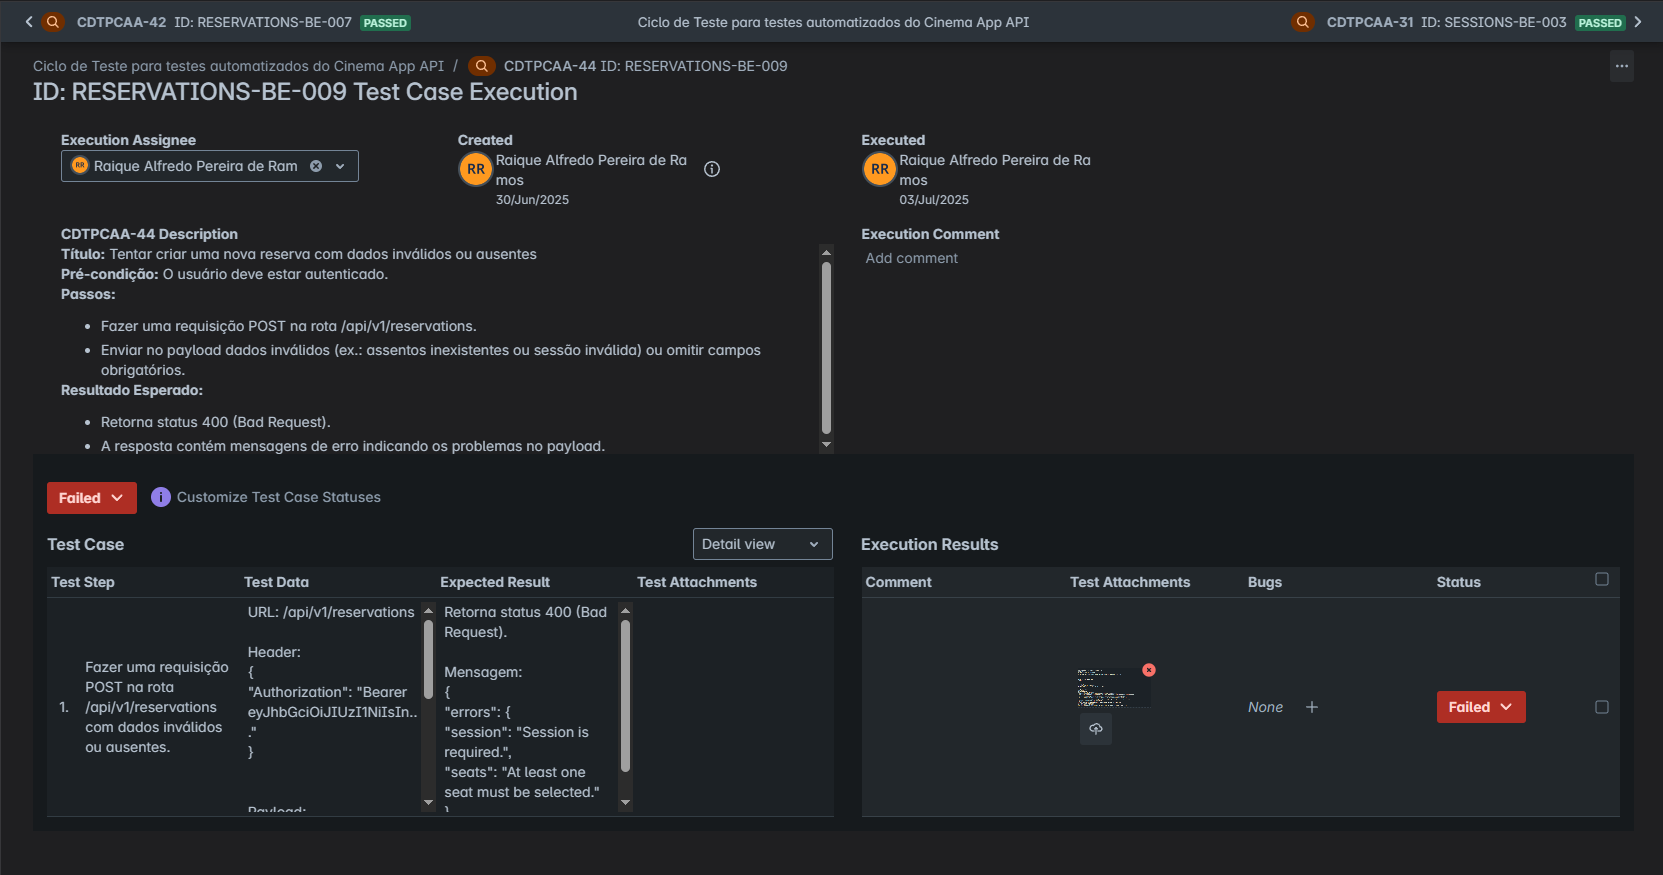 CDTPCAA-42 ID: RESERVATIONS-BE-007 PASSED
Ciclo de Teste para testes automatizados do Cinema App API
CDTPCAA-31 ID: SESSIONS-BE-003 PASSED
Ciclo de Teste para testes automatizados do Cinema App API / CDTPCAA-44 ID: RESERVATIONS-BE-009
ID: RESERVATIONS-BE-009 Test Case Execution
Execution Assignee
RR Raique Alfredo Pereira de Ram
Created
RR
Raique Alfredo Pereira de Ra
mos
30/Jun/2025
Executed
RR
Raique Alfredo Pereira de Ra
mos
03/Jul/2025
CDTPCAA-44 Description
Título: Tentar criar uma nova reserva com dados inválidos ou ausentes
Pré-condição: O usuário deve estar autenticado.
Passos:
• Fazer uma requisição POST na rota /api/v1/reservations.
• Enviar no payload dados inválidos (ex.: assentos inexistentes ou sessão inválida) ou omitir campos
obrigatórios.
Resultado Esperado:
• Retorna status 400 (Bad Request).
• A resposta contém mensagens de erro indicando os problemas no payload.
Execution Comment
Add comment
Failed
Customize Test Case Statuses
Test Case
Detail view
Test Step Test Data Expected Result Test Attachments
1.
Fazer uma requisição
POST na rota
/api/v1/reservations
com dados inválidos
ou ausentes.
URL: /api/v1/reservations
Header:
{
"Authorization": "Bearer
eyJhbGciOiJIUzI1NiIsIn..
."
}
Payload:
Retorna status 400 (Bad
Request).
Mensagem:
{
"errors": {
"session": "Session is
required.",
"seats": "At least one
seat must be selected."
}
Execution Results
Comment Test Attachments Bugs Status
None
Failed